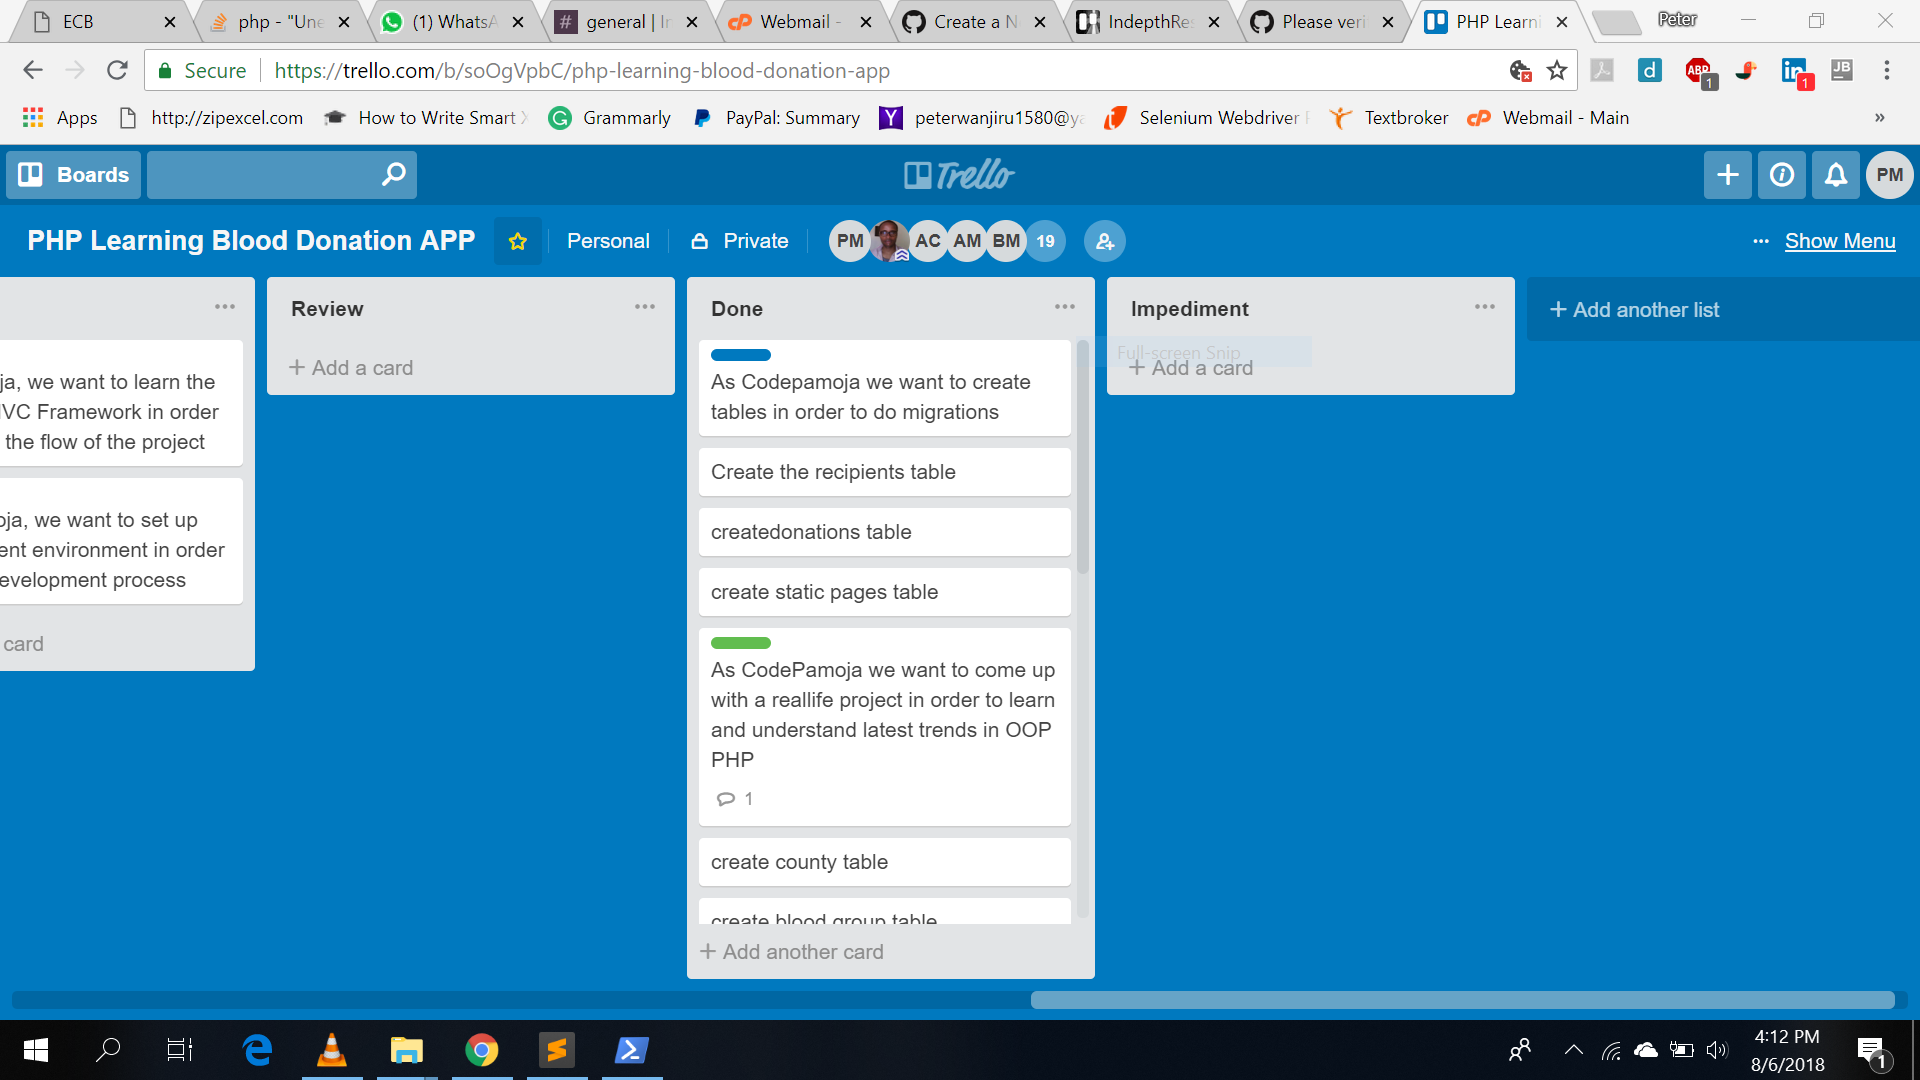 ECB
php - "Une
(1) WhatsA
general | In
Webmail -
Create a N
IndepthRes
Please veri
PHP Learni
Peter
Secure
https://trello.com/b/soOgVpbC/php-learning-blood-donation-app
ABP
1
d
in
1
JB
Apps
http://zipexcel.com
How to Write Smart
Grammarly
PayPal: Summary
peterwanjiru1580@ya
Selenium Webdriver
Textbroker
Webmail - Main
»
Boards
Trello
PM
PHP Learning Blood Donation APP
Personal
Private
PM
AC
AM
BM
19
Show Menu
ja, we want to learn the
VC Framework in order
the flow of the project
oja, we want to set up
ent environment in order
evelopment process
card
Review
+ Add a card
Done
As Codepamoja we want to create
tables in order to do migrations
Create the recipients table
createdonations table
create static pages table
As CodePamoja we want to come up
with a reallife project in order to learn
and understand latest trends in OOP
PHP
1
create county table
create blood group table
+ Add another card
Impediment
Full-screen Snip
+ Add a card
+ Add another list
4:12 PM
8/6/2018
1